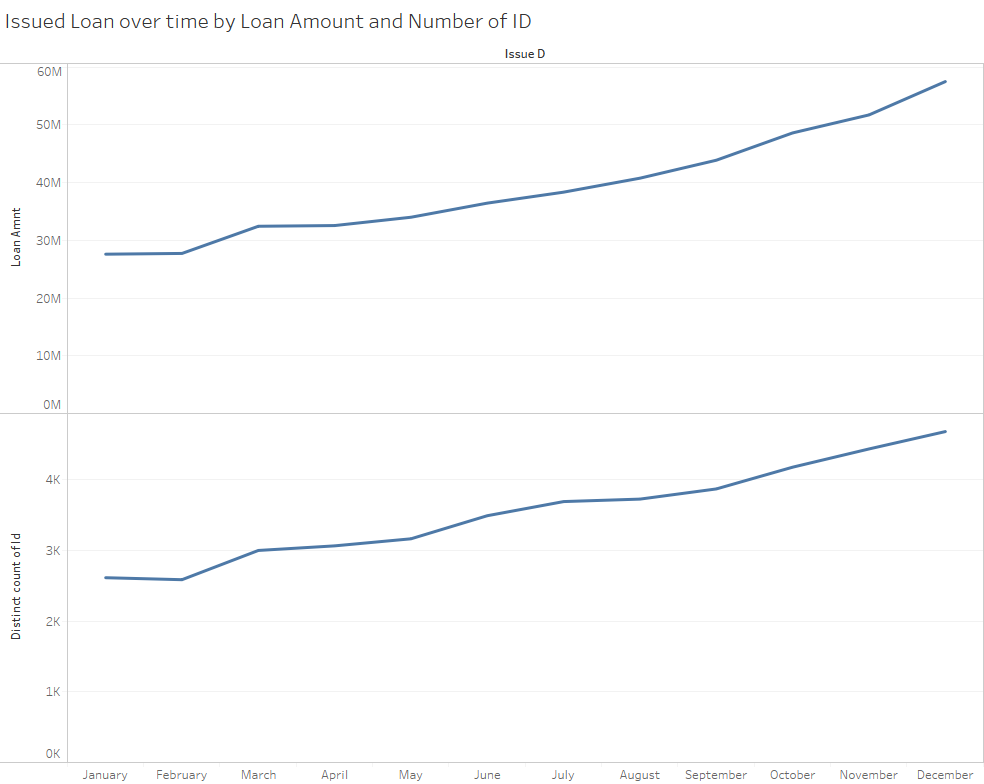 Issued Loan over time by Loan Amount and Number of ID
Issue D
60M
50M
40M
30M
20M
10M
0M
Loan Amnt
4K
3K
2K
1K
0K
Distinct count of Id
January February March April May June July August September October November December